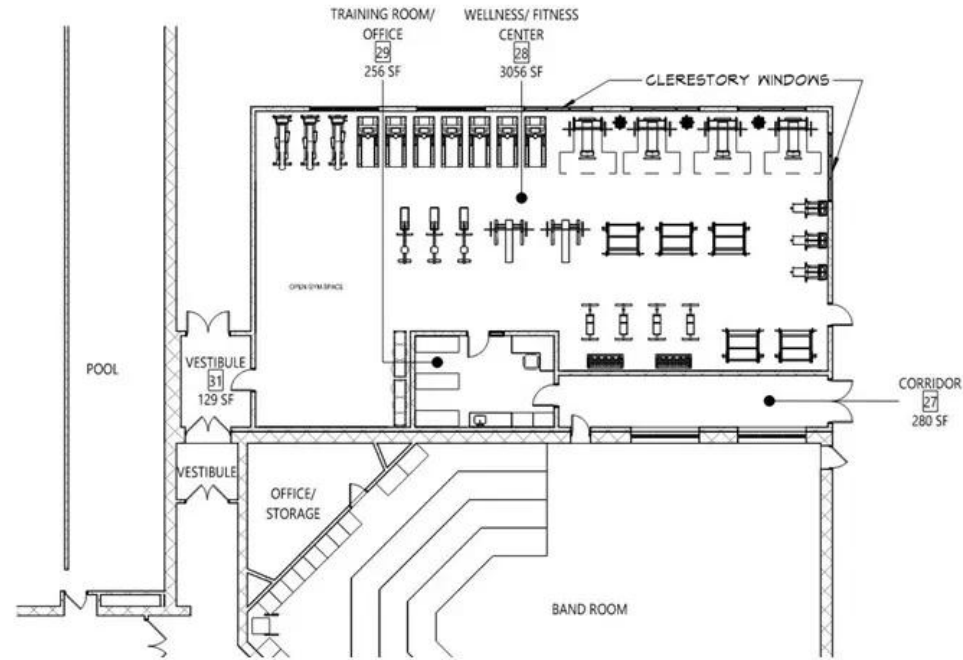 TRAINING ROOM/
OFFICE
29
256 SF
WELLNESS/ FITNESS
CENTER
28
3056 SF
CLERESTORY WINDOWS
OPEN GYM SPACE
POOL
VESTIBULE
31
129 SF
CORRIDOR
27
280 SF
VESTIBULE
OFFICE/
STORAGE
BAND ROOM